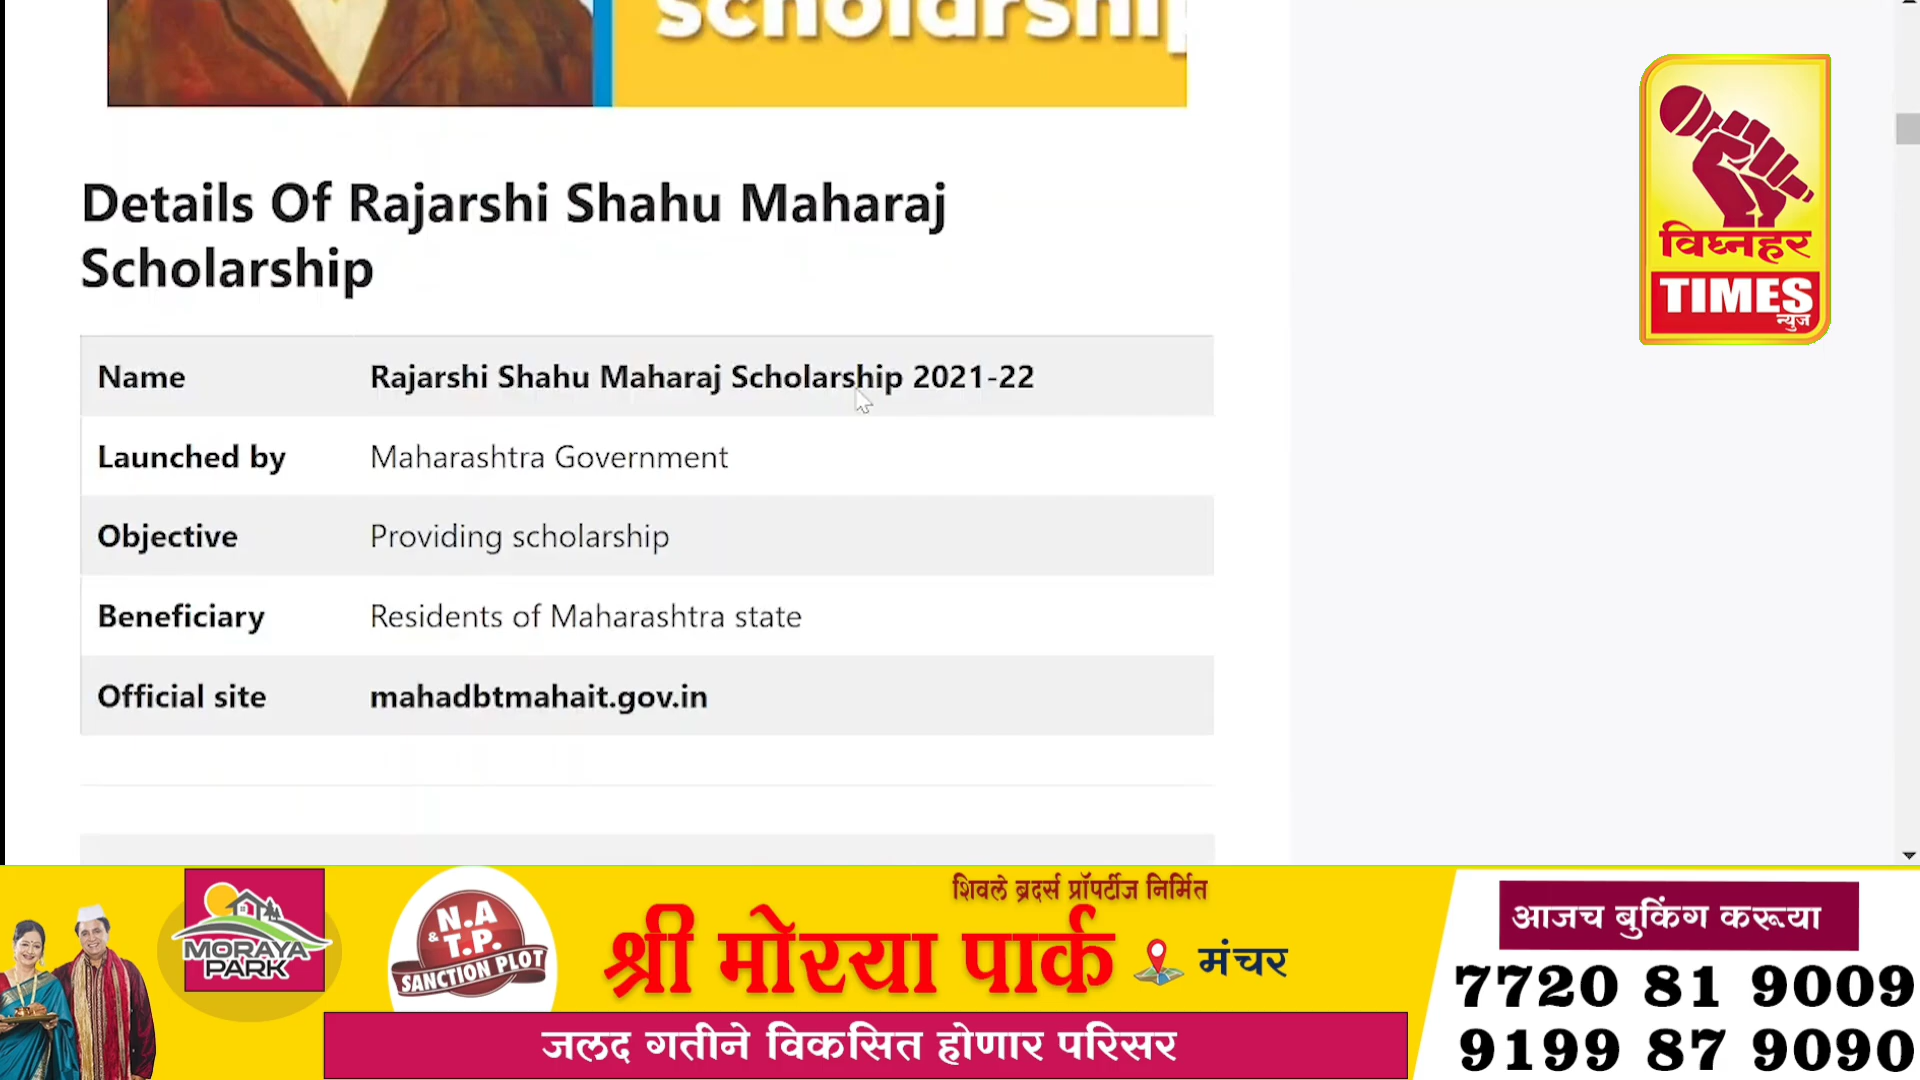 scholarship
Details Of Rajarshi Shahu Maharaj
Scholarship
Name Rajarshi Shahu Maharaj Scholarship 2021-22
Launched by Maharashtra Government
Objective Providing scholarship
Beneficiary Residents of Maharashtra state
Official site mahadbtmahait.gov.in
विघ्नहर
TIMES
न्युज
MORAYA
PARK
N.A
& T.P.
SANCTION PLOT
शिवले ब्रदर्स प्रॉपर्टीज निर्मित
श्री मोरया पार्क मंचर
जलद गतीने विकसित होणार परिसर
आजच बुकिंग करूया
7720 81 9009
9199 87 9090